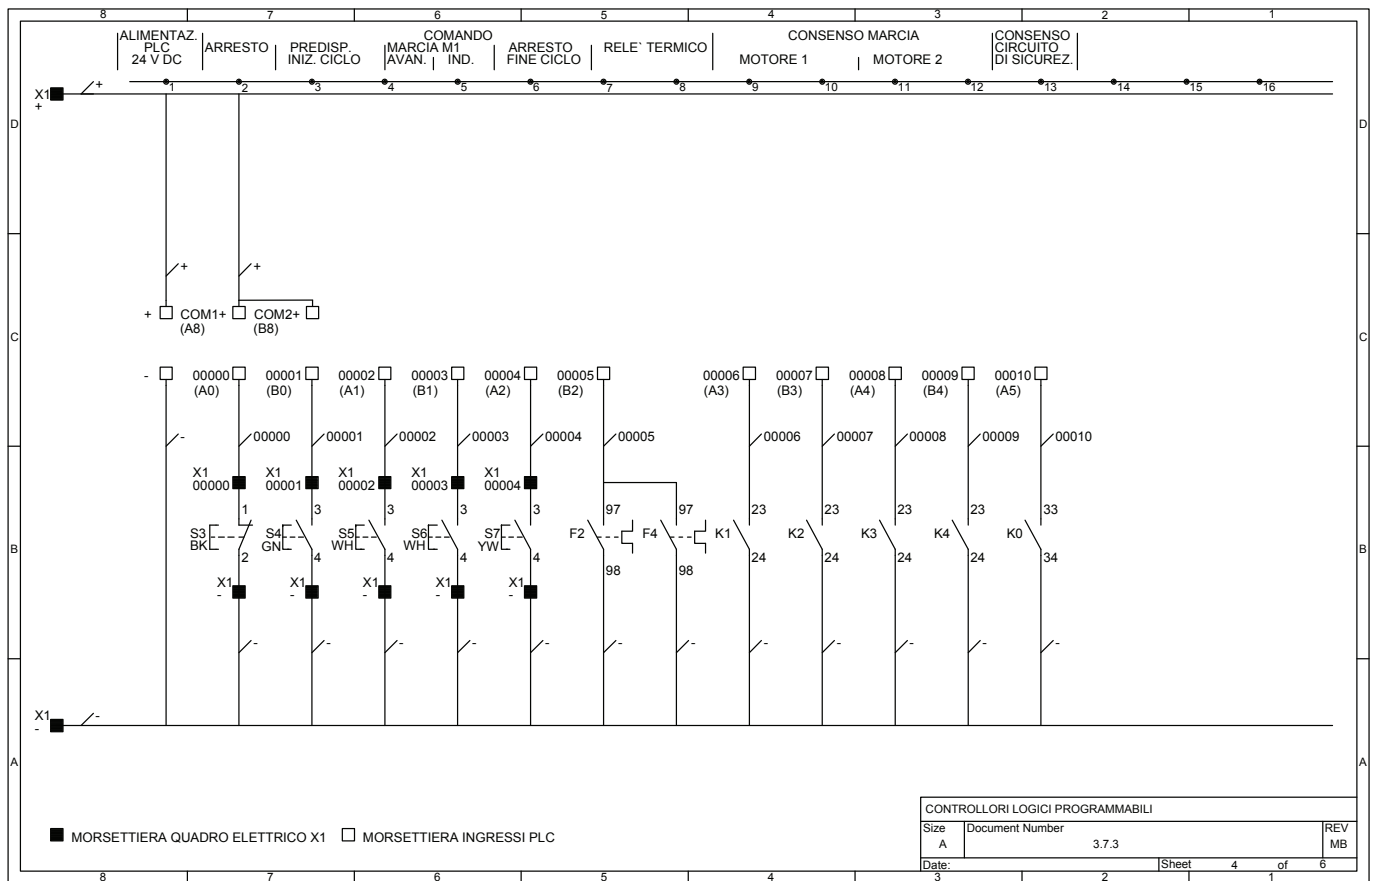 8 7 6 5 4 3 2 1
ALIMENTAZ.
PLC
24 V DC
ARRESTO
PREDISP.
INIZ. CICLO
COMANDO
MARCIA M1
AVAN.
IND.
ARRESTO
FINE CICLO
RELE` TERMICO
CONSENSO MARCIA
MOTORE 1
MOTORE 2
CONSENSO
CIRCUITO
DI SICUREZ.
X1
+
+
1 2 3 4 5 6 7 8 9 10 11 12 13 14 15 16
D D
+ +
+ COM1+ COM2+
(A8) (B8)
C C
- 00000 00001 00002 00003 00004 00005 00006 00007 00008 00009 00010
(A0) (B0) (A1) (B1) (A2) (B2) (A3) (B3) (A4) (B4) (A5)
- 00000 00001 00002 00003 00004 00005 00006 00007 00008 00009 00010
X1 X1 X1 X1 X1
00000 00001 00002 00003 00004
1 3 3 3 3 97 97 23 23 23 23 33
S3 S4 S5 S6 S7 F2 F4 K1 K2 K3 K4 K0
BK GN WH WH YW
B B
2 4 4 4 4 98 98 24 24 24 24 34
X1 X1 X1 X1 X1
- - - - -
- - - - - - - - - - - -
X1
-
-
A A
MORSETTIERA QUADRO ELETTRICO X1 MORSETTIERA INGRESSI PLC
CONTROLLORI LOGICI PROGRAMMABILI
Size Document Number REV
A 3.7.3 MB
Date: Sheet 4 of 6
8 7 6 5 4 3 2 1